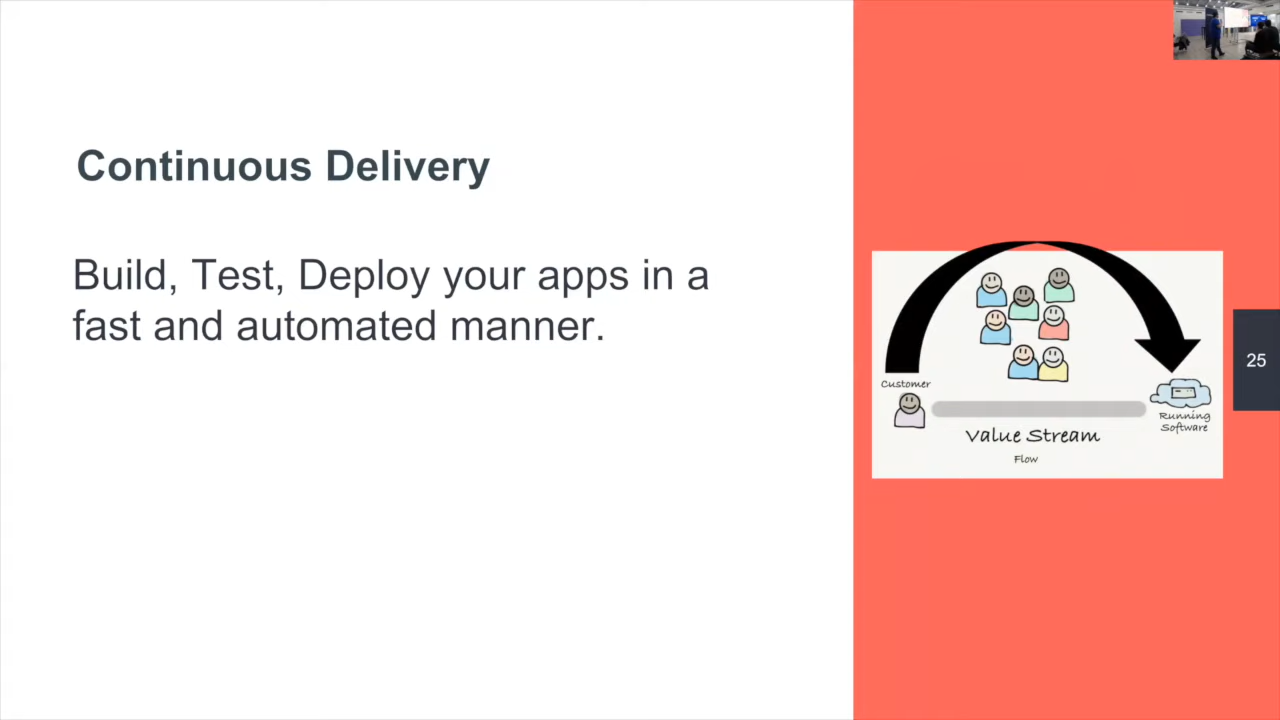 Continuous Delivery
Build, Test, Deploy your apps in a
fast and automated manner.
Customer
Value Stream
Flow
Running
Software
25